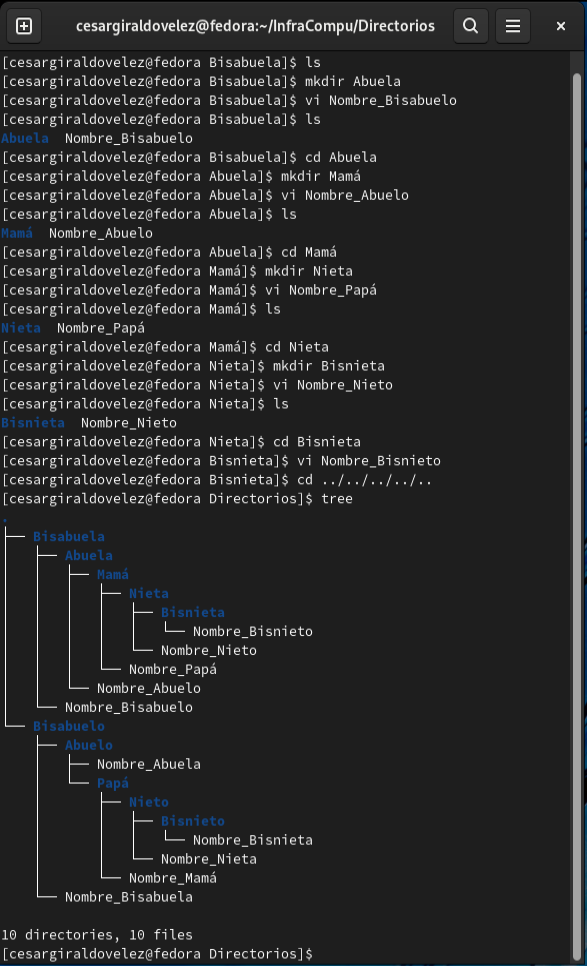 cesargiraldovelez@fedora:~/InfraCompu/Directorios
[cesargiraldovelez@fedora Bisabuela]$ ls
[cesargiraldovelez@fedora Bisabuela]$ mkdir Abuela
[cesargiraldovelez@fedora Bisabuela]$ vi Nombre_Bisabuelo
[cesargiraldovelez@fedora Bisabuela]$ ls
Abuela  Nombre_Bisabuelo
[cesargiraldovelez@fedora Bisabuela]$ cd Abuela
[cesargiraldovelez@fedora Abuela]$ mkdir Mamá
[cesargiraldovelez@fedora Abuela]$ vi Nombre_Abuelo
[cesargiraldovelez@fedora Abuela]$ ls
Mamá  Nombre_Abuelo
[cesargiraldovelez@fedora Abuela]$ cd Mamá
[cesargiraldovelez@fedora Mamá]$ mkdir Nieta
[cesargiraldovelez@fedora Mamá]$ vi Nombre_Papá
[cesargiraldovelez@fedora Mamá]$ ls
Nieta  Nombre_Papá
[cesargiraldovelez@fedora Mamá]$ cd Nieta
[cesargiraldovelez@fedora Nieta]$ mkdir Bisnieta
[cesargiraldovelez@fedora Nieta]$ vi Nombre_Nieto
[cesargiraldovelez@fedora Nieta]$ ls
Bisnieta  Nombre_Nieto
[cesargiraldovelez@fedora Nieta]$ cd Bisnieta
[cesargiraldovelez@fedora Bisnieta]$ vi Nombre_Bisnieto
[cesargiraldovelez@fedora Bisnieta]$ cd ../../../../..
[cesargiraldovelez@fedora Directorios]$ tree
.
├── Bisabuela
│   ├── Abuela
│   │   ├── Mamá
│   │   │   ├── Nieta
│   │   │   │   ├── Bisnieta
│   │   │   │   │   └── Nombre_Bisnieto
│   │   │   │   └── Nombre_Nieto
│   │   │   └── Nombre_Papá
│   │   └── Nombre_Abuelo
│   └── Nombre_Bisabuelo
└── Bisabuelo
    ├── Abuelo
    │   ├── Nombre_Abuela
    │   └── Papá
    │       ├── Nieto
    │       │   ├── Bisnieto
    │       │   │   └── Nombre_Bisnieta
    │       │   └── Nombre_Nieta
    │       └── Nombre_Mamá
    └── Nombre_Bisabuela
10 directories, 10 files
[cesargiraldovelez@fedora Directorios]$